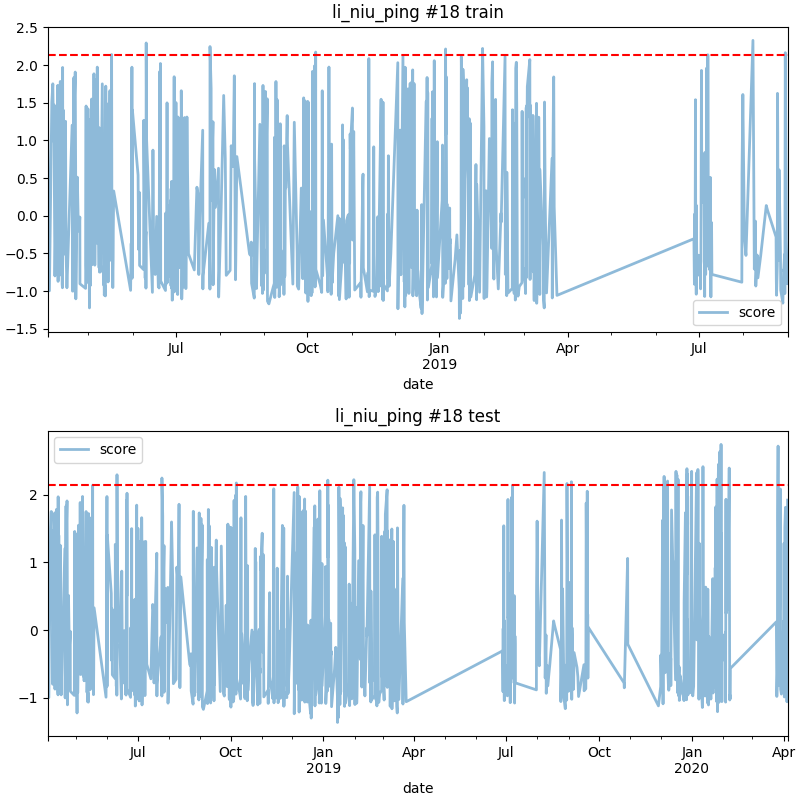 li_niu_ping #18 train
2.5
2.0
1.5
1.0
0.5
0.0
−0.5
−1.0
−1.5
score
Jul
Oct
Jan
2019
Apr
Jul
date
li_niu_ping #18 test
score
2
1
0
−1
Jul
Oct
Jan
2019
Apr
Jul
Oct
Jan
2020
Apr
date